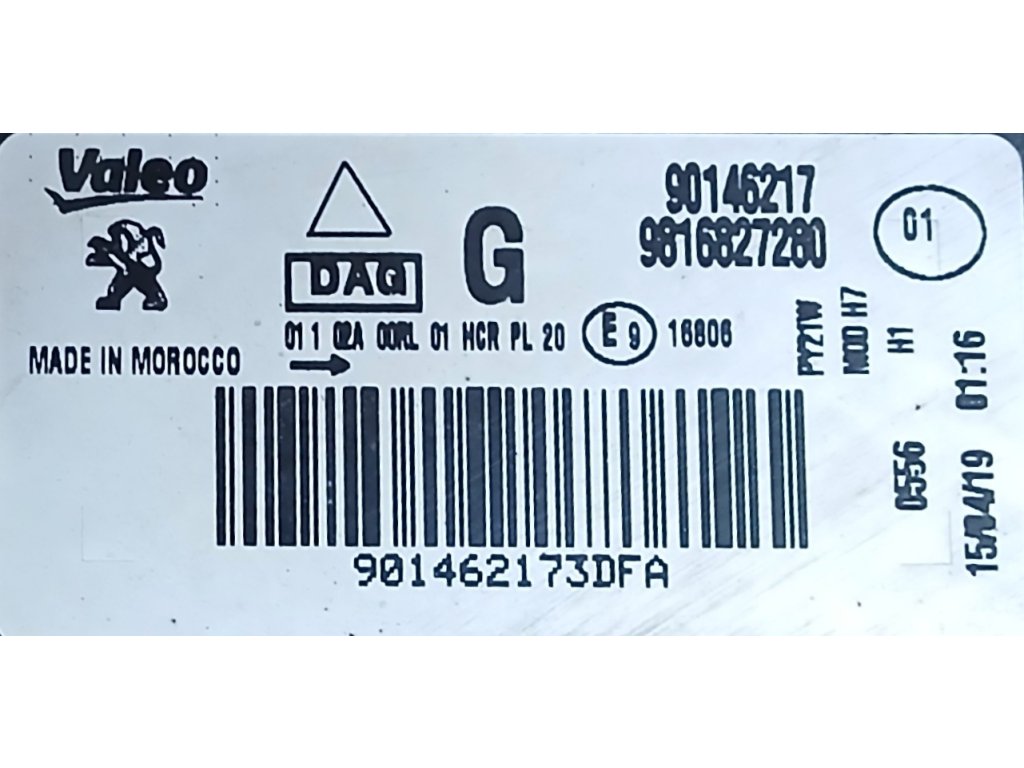 Valeo
MADE IN MOROCCO
DAG
G
01 1 02A 00RL 01 HCR PL 20
E 9
16806
90146217
9816827280
01
PY21W
MOD H7
H1
0556
01:16
15/04/19
901462173DFA